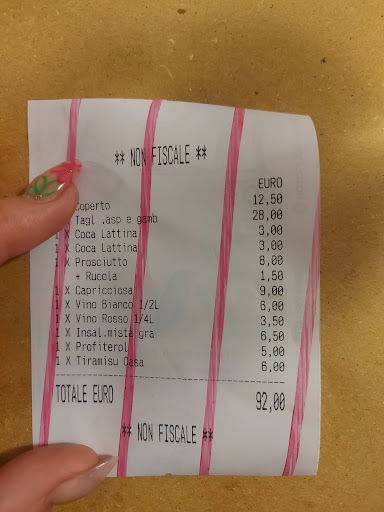 ** NON FISCALE **
EURO
Coperto 12,50
Tagl .asp e gamb 28,00
1 X Coca Lattina 3,00
1 X Coca Lattina 3,00
1 X Prosciutto 8,00
+ Rucola 1,50
1 X Capricciosa 9,00
1 X Vino Bianco 1/2L 6,00
1 X Vino Rosso 1/4L 3,50
1 X Insal.mista gra 6,50
1 X Profiterol 5,00
1 X Tiramisu Casa 6,00
TOTALE EURO 92,00
** NON FISCALE **